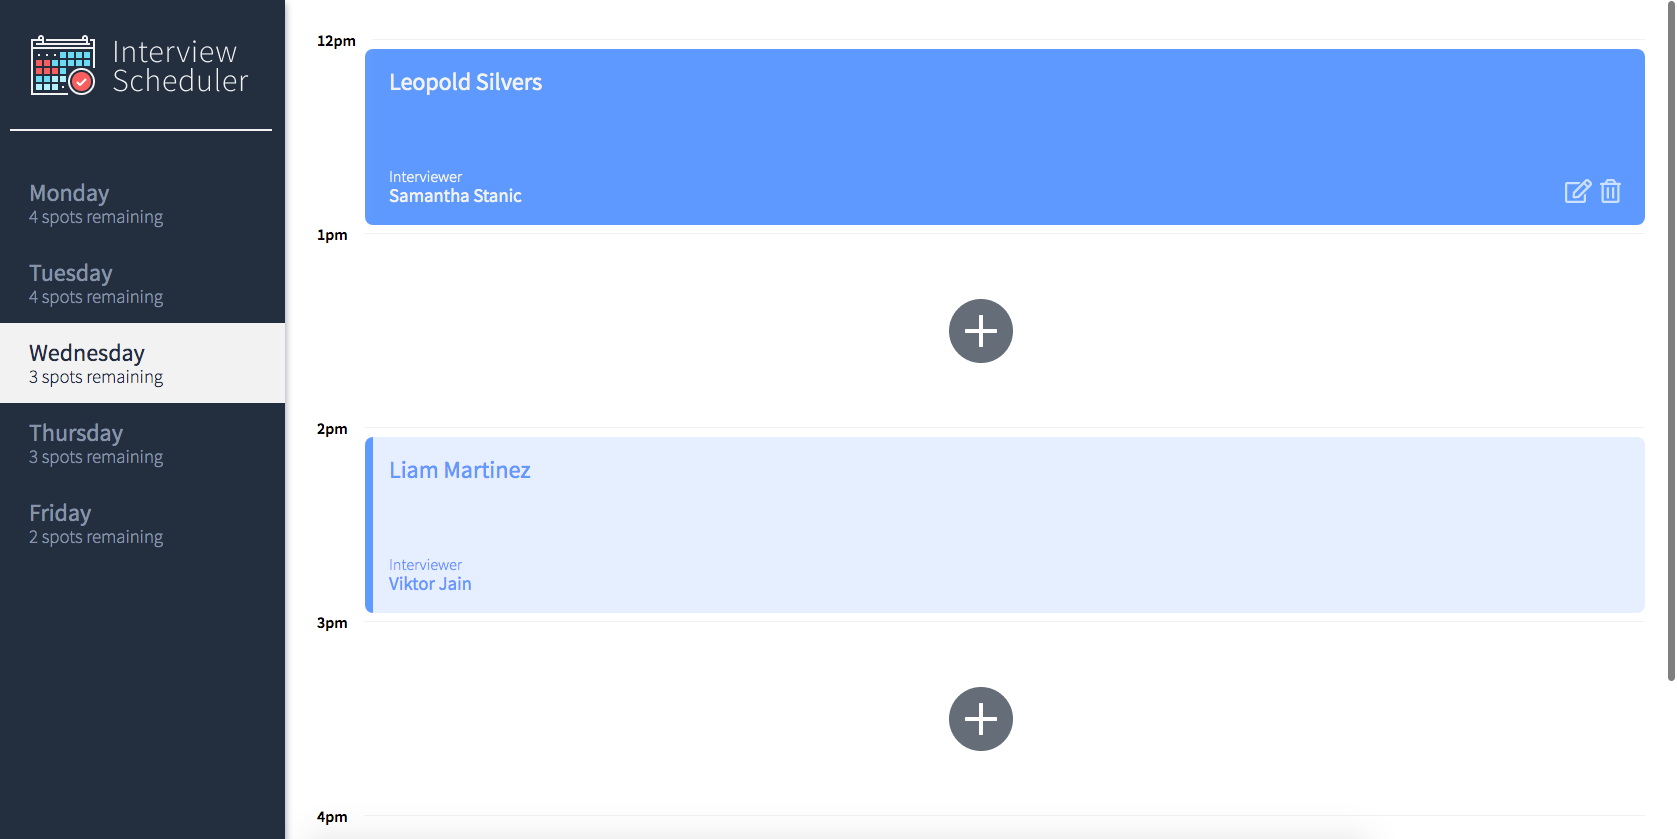 Interview
Scheduler
Monday
4 spots remaining
Tuesday
4 spots remaining
Wednesday
3 spots remaining
Thursday
3 spots remaining
Friday
2 spots remaining
12pm
Leopold Silvers
Interviewer
Samantha Stanic
1pm
2pm
Liam Martinez
Interviewer
Viktor Jain
3pm
4pm